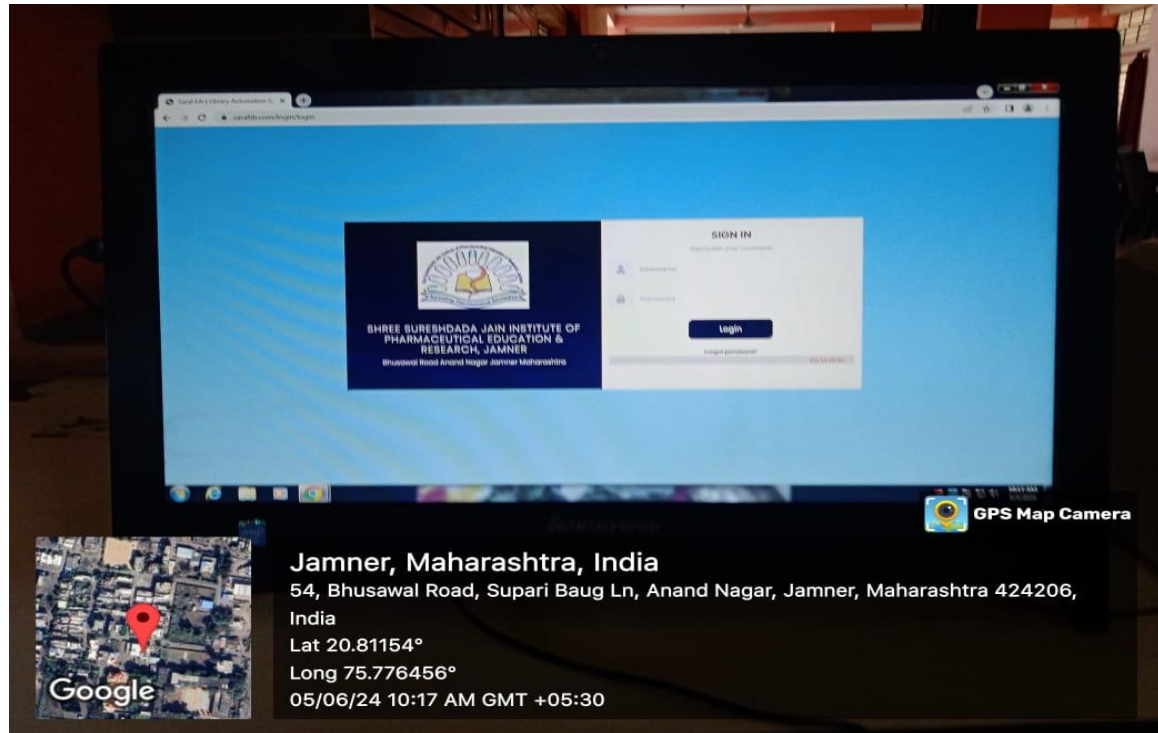 SIGN IN
Username
Password
Login
SHREE SURESHDADA JAIN INSTITUTE OF
PHARMACEUTICAL EDUCATION &
RESEARCH, JAMNER
Bhusawal Road Anand Nagar Jamner Maharashtra
GPS Map Camera
Jamner, Maharashtra, India
54, Bhusawal Road, Supari Baug Ln, Anand Nagar, Jamner, Maharashtra 424206,
India
Lat 20.81154°
Long 75.776456°
05/06/24 10:17 AM GMT +05:30
Google